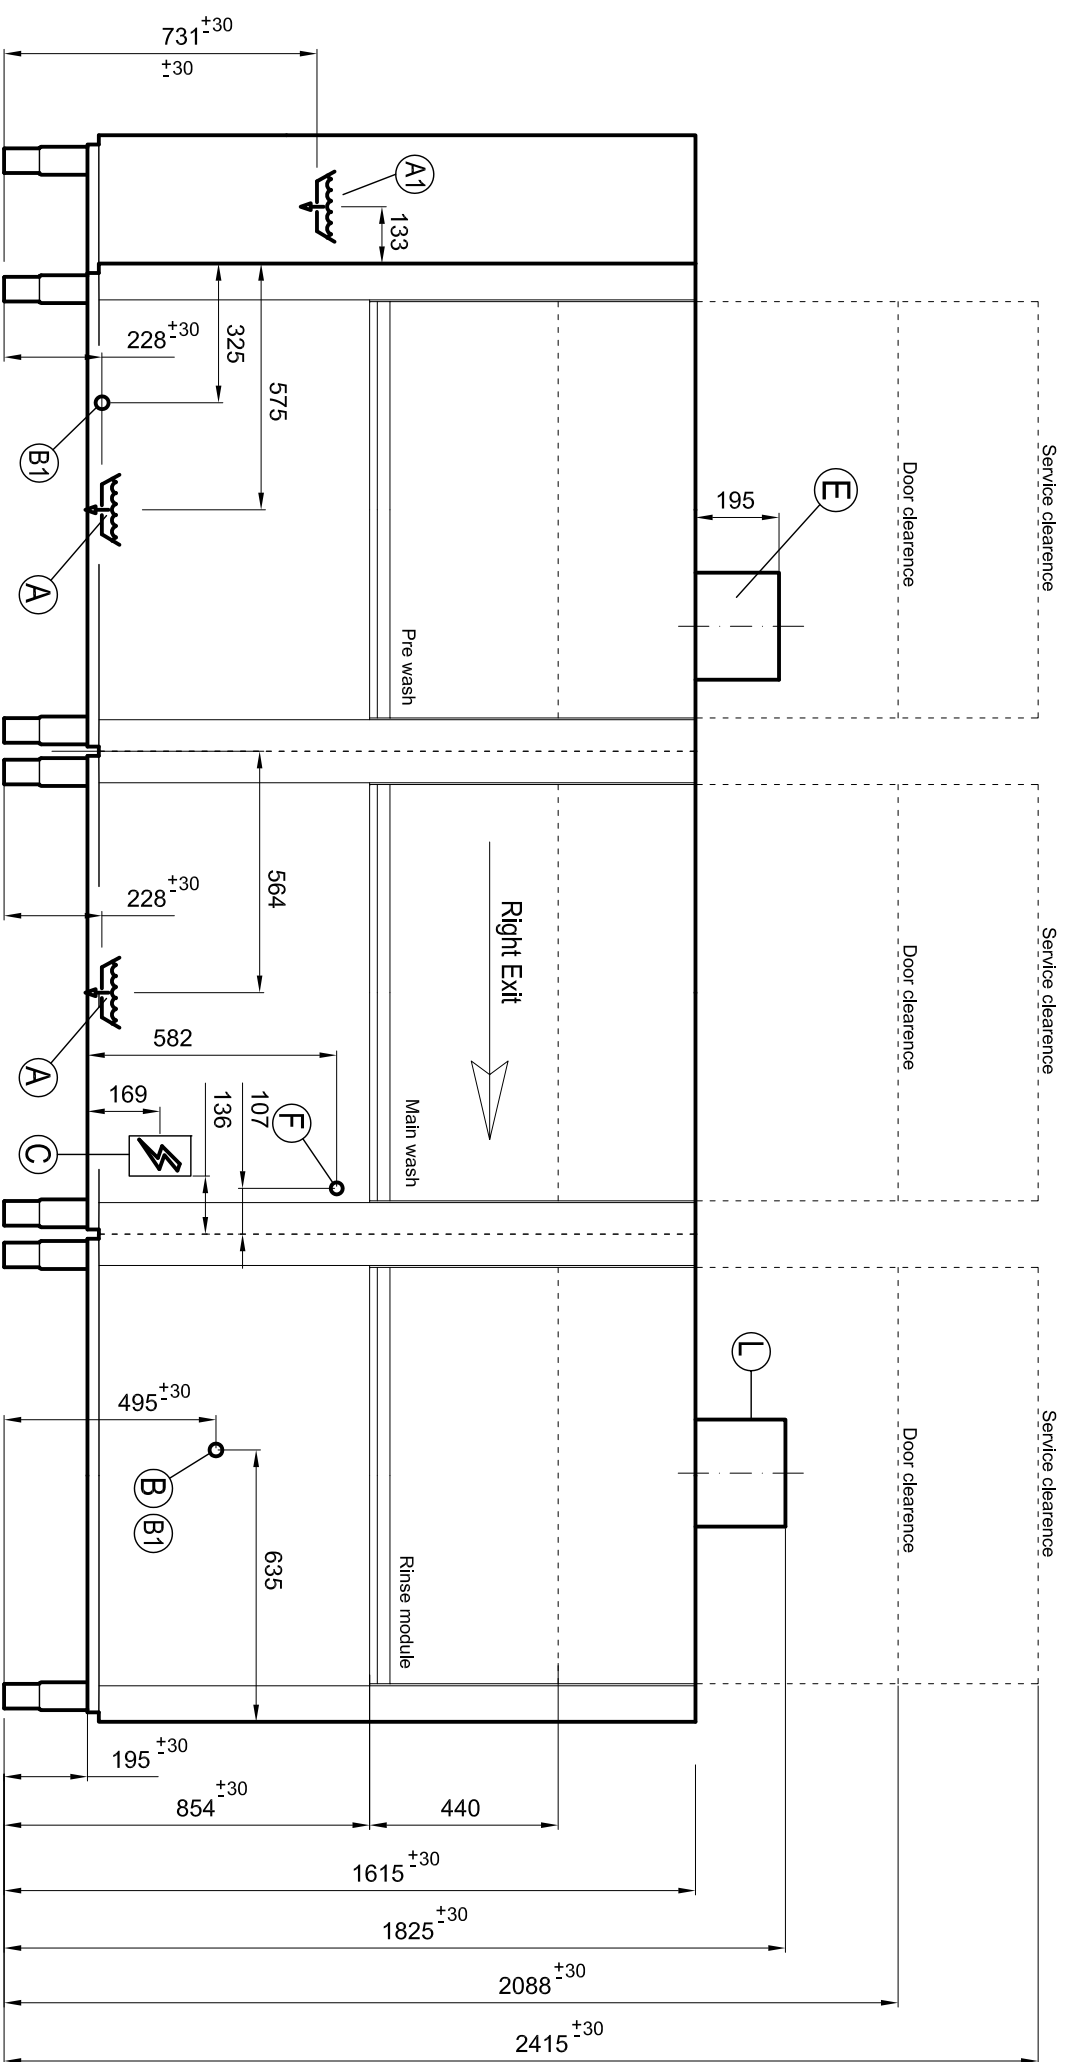 731 +-30
+-30
A1
133
228 +-30
325
575
B1
A
E
195
Door clearence
Service clearence
Pre wash
228 +-30
564
A
Right Exit
Door clearence
Service clearence
582
169
136
107
F
C
Main wash
L
Door clearence
Service clearence
495 +-30
B
B1
635
Rinse module
195 +-30
854 +-30
440
1615 +-30
1825 +-30
2088 +-30
2415 +-30